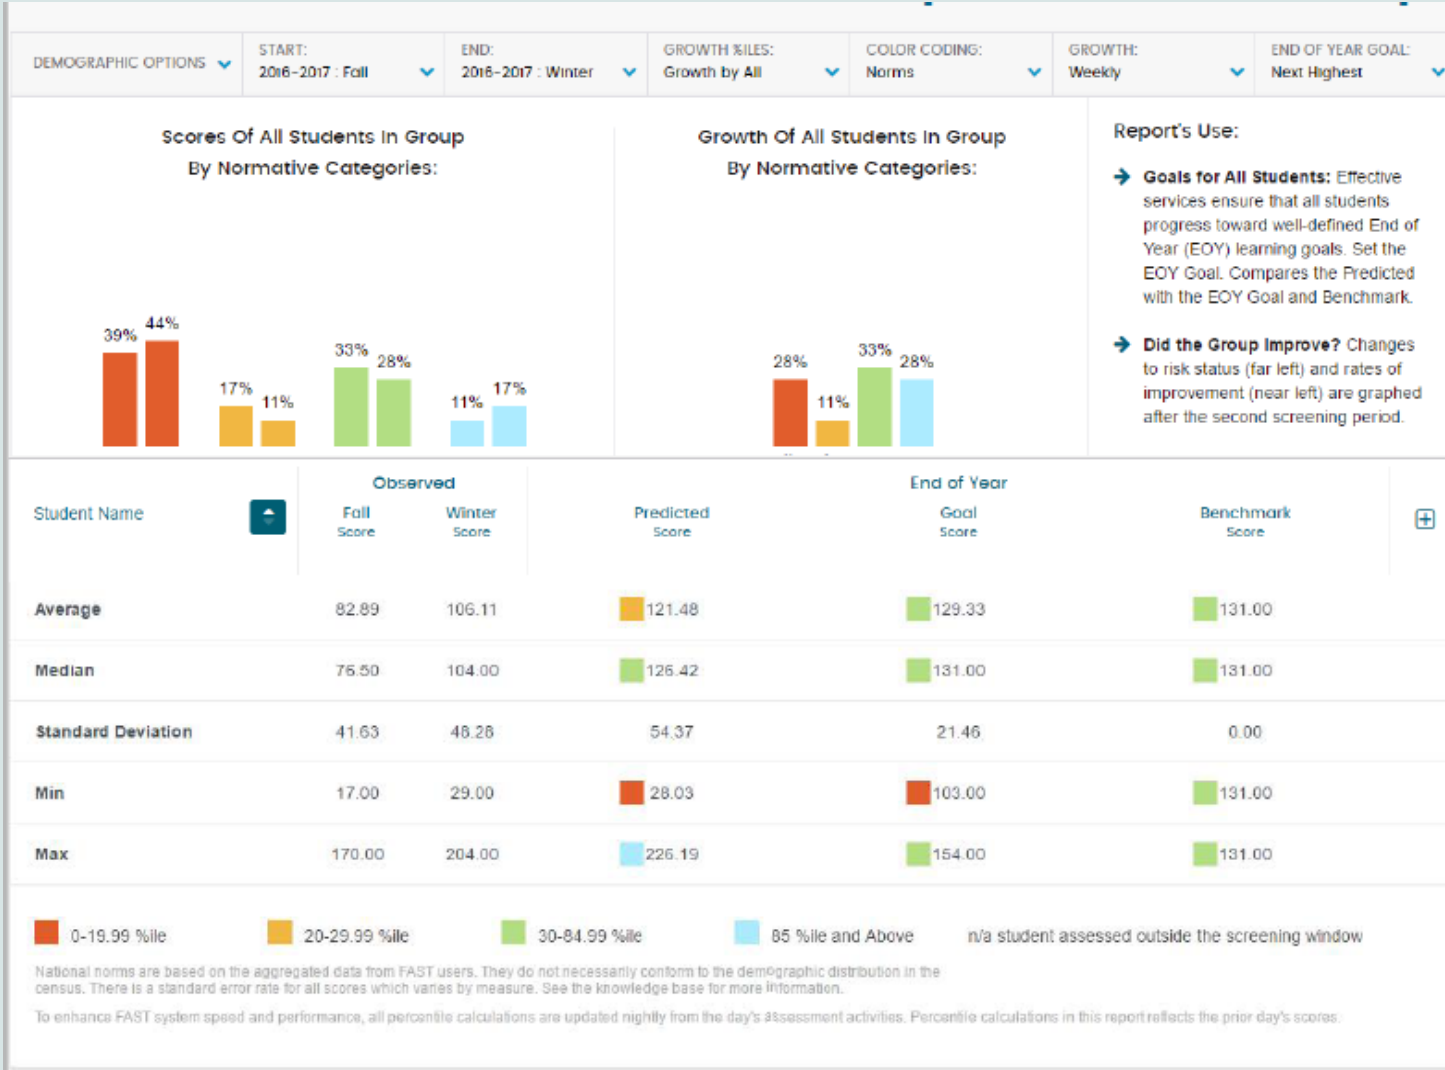 DEMOGRAPHIC OPTIONS
START:
2016-2017 : Fall
END:
2016-2017 : Winter
GROWTH %ILES:
Growth by All
COLOR CODING:
Norms
GROWTH:
Weekly
END OF YEAR GOAL:
Next Highest
Scores Of All Students In Group
By Normative Categories:
39% 44% 17% 11% 33% 28% 11% 17%
Growth Of All Students In Group
By Normative Categories:
28% 11% 33% 28%
Report's Use:
Goals for All Students: Effective
services ensure that all students
progress toward well-defined End of
Year (EOY) learning goals. Set the
EOY Goal. Compares the Predicted
with the EOY Goal and Benchmark.
Did the Group Improve? Changes
to risk status (far left) and rates of
improvement (near left) are graphed
after the second screening period.
Observed End of Year
Student Name Fall Winter Predicted Goal Benchmark
Score Score Score Score Score
Average 82.89 106.11 121.48 129.33 131.00
Median 76.50 104.00 126.42 131.00 131.00
Standard Deviation 41.63 48.28 54.37 21.46 0.00
Min 17.00 29.00 28.03 103.00 131.00
Max 170.00 204.00 226.19 154.00 131.00
0-19.99 %ile 20-29.99 %ile 30-84.99 %ile 85 %ile and Above n/a student assessed outside the screening window
National norms are based on the aggregated data from FAST users. They do not necessarily conform to the demographic distribution in the
census. There is a standard error rate for all scores which varies by measure. See the knowledge base for more information.
To enhance FAST system speed and performance, all percentile calculations are updated nightly from the day's assessment activities. Percentile calculations in this report reflects the prior day's scores.